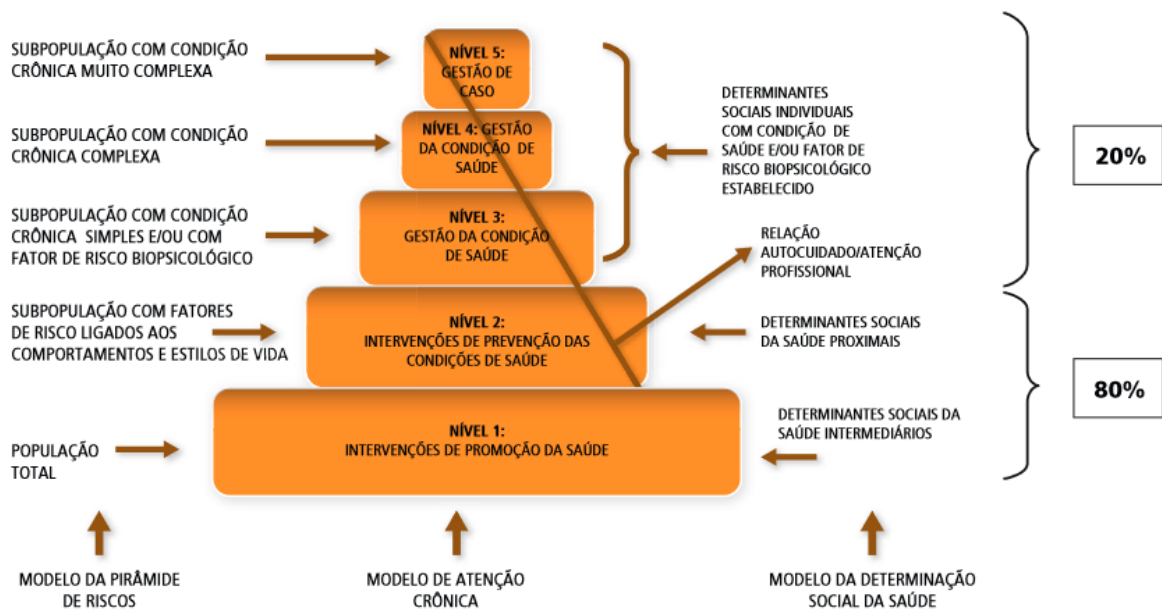 SUBPOPULAÇÃO COM CONDIÇÃO
CRÔNICA MUITO COMPLEXA
SUBPOPULAÇÃO COM CONDIÇÃO
CRÔNICA COMPLEXA
SUBPOPULAÇÃO COM CONDIÇÃO
CRÔNICA SIMPLES E/OU COM
FATOR DE RISCO BIOPSICOLÓGICO
SUBPOPULAÇÃO COM FATORES
DE RISCO LIGADOS AOS
COMPORTAMENTOS E ESTILOS DE VIDA
POPULAÇÃO
TOTAL
MODELO DA PIRÂMIDE
DE RISCOS
NÍVEL 5:
GESTÃO DE
CASO
NÍVEL 4: GESTÃO
DA CONDIÇÃO DE
SAÚDE
NÍVEL 3:
GESTÃO DA CONDIÇÃO
DE SAÚDE
NÍVEL 2:
INTERVENÇÕES DE PREVENÇÃO DAS
CONDIÇÕES DE SAÚDE
NÍVEL 1:
INTERVENÇÕES DE PROMOÇÃO DA SAÚDE
MODELO DE ATENÇÃO
CRÔNICA
DETERMINANTES
SOCIAIS INDIVIDUAIS
COM CONDIÇÃO DE
SAÚDE E/OU FATOR DE
RISCO BIOPSICOLÓGICO
ESTABELECIDO
RELAÇÃO
AUTOCUIDADO/ATENÇÃO
PROFISSIONAL
DETERMINANTES SOCIAIS
DA SAÚDE PROXIMAIS
DETERMINANTES SOCIAIS DA
SAÚDE INTERMEDIÁRIOS
MODELO DA DETERMINAÇÃO
SOCIAL DA SAÚDE
20%
80%